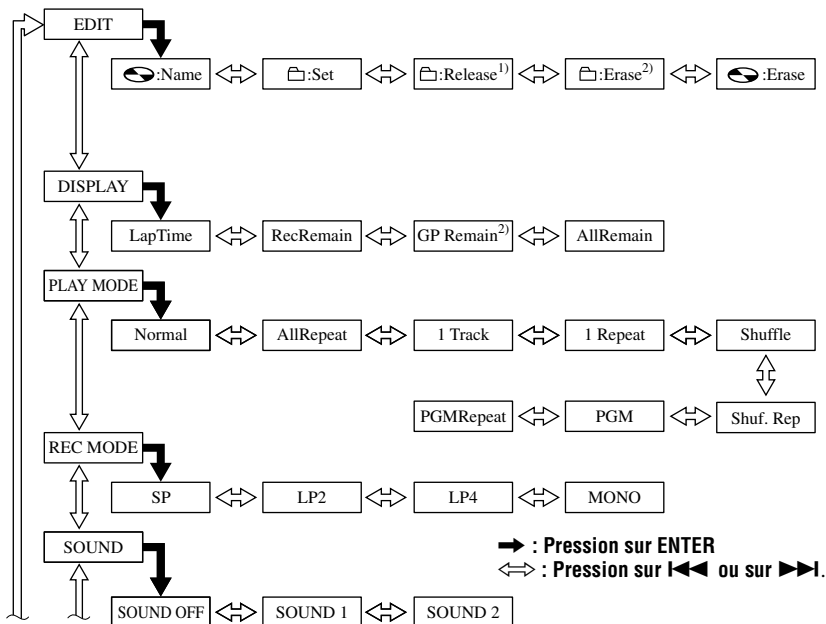 EDIT
:Name :Set :Release1) :Erase2) :Erase
DISPLAY
LapTime RecRemain GP Remain2) AllRemain
PLAY MODE
Normal AllRepeat 1 Track 1 Repeat Shuffle
PGMRepeat PGM Shuf. Rep
REC MODE
SP LP2 LP4 MONO
SOUND
: Pression sur ENTER
: Pression sur ou sur .
SOUND OFF SOUND 1 SOUND 2